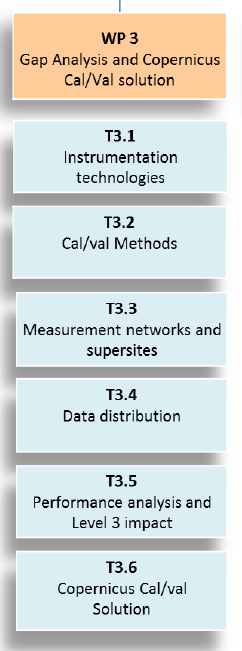 WP 3
Gap Analysis and Copernicus
Cal/Val solution
T3.1
Instrumentation
technologies
T3.2
Cal/val Methods
T3.3
Measurement networks and
supersites
T3.4
Data distribution
T3.5
Performance analysis and
Level 3 impact
T3.6
Copernicus Cal/val
Solution